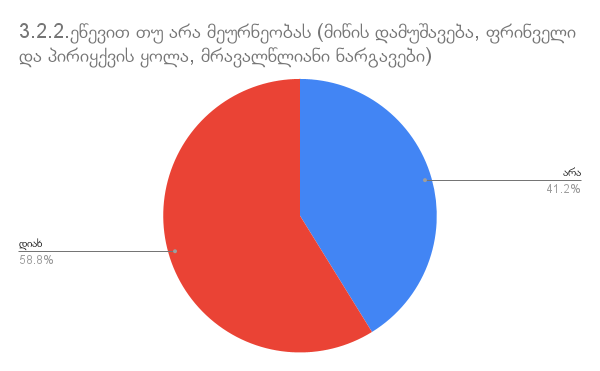 3.2.2.ეწევით თუ არა მეურნეობას (მიწის დამუშავება, ფრინველი
და პირიყქვის ყოლა, მრავალწლიანი ნარგავები)
არა
41.2%
დიახ
58.8%